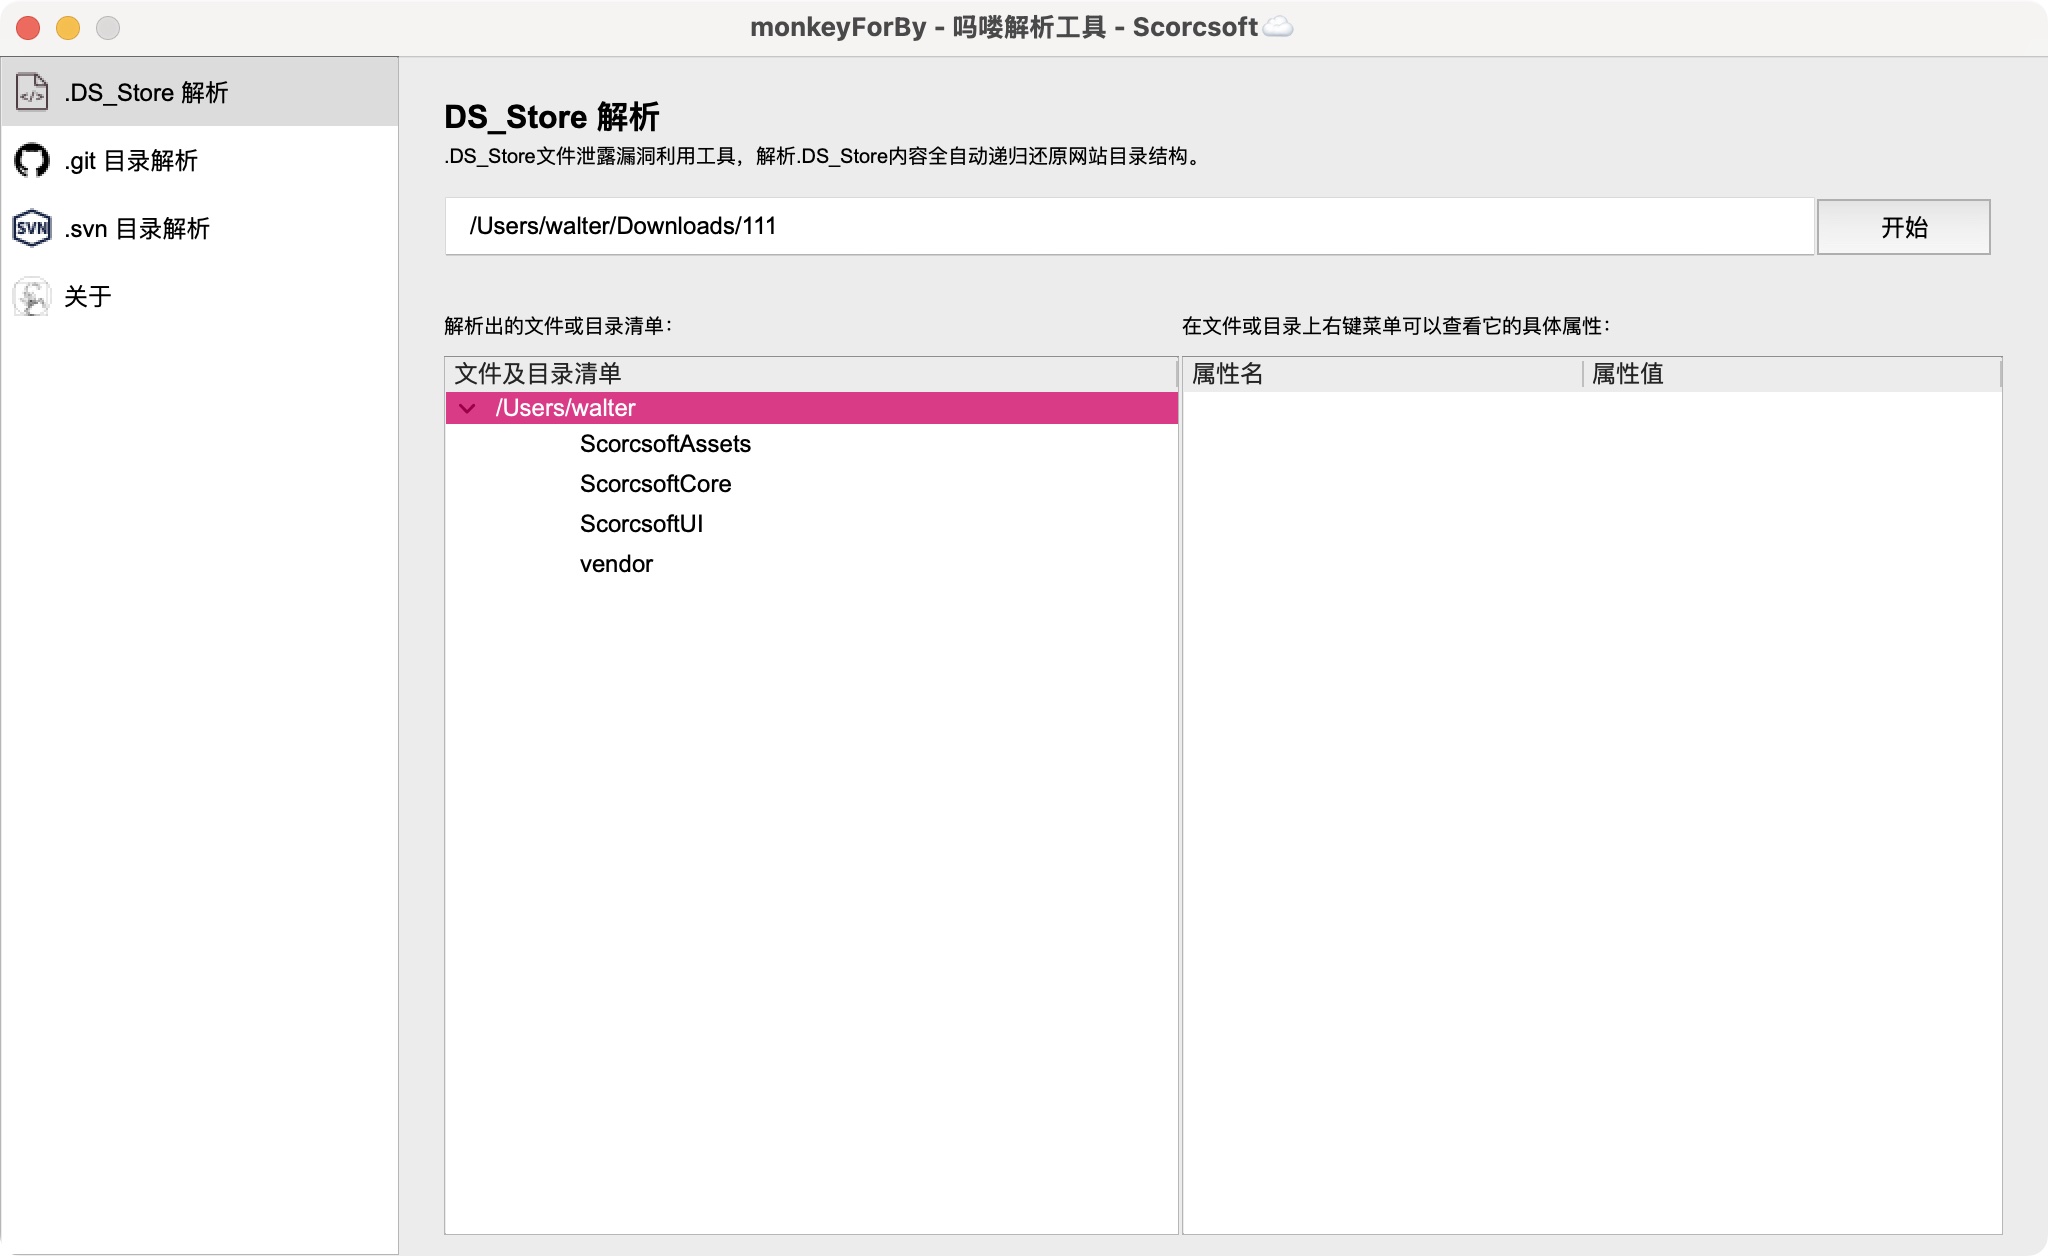 monkeyForBy - 吗喽解析工具 - Scorcsoft☁️
.DS_Store 解析
.git 目录解析
SVN
.svn 目录解析
关于
DS_Store 解析
.DS_Store文件泄露漏洞利用工具，解析.DS_Store内容全自动递归还原网站目录结构。
/Users/walter/Downloads/111
开始
解析出的文件或目录清单：
文件及目录清单
/Users/walter
ScorcsoftAssets
ScorcsoftCore
ScorcsoftUI
vendor
在文件或目录上右键菜单可以查看它的具体属性：
属性名
属性值